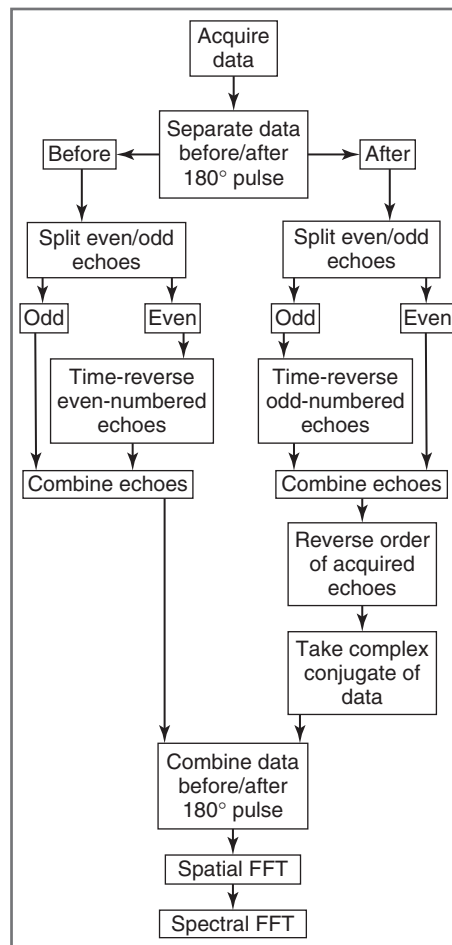 Acquire
data
Separate data
before/after
180° pulse
Before
After
Split even/odd
echoes
Split even/odd
echoes
Odd
Even
Odd
Even
Time-reverse
even-numbered
echoes
Time-reverse
odd-numbered
echoes
Combine echoes
Combine echoes
Reverse order
of acquired
echoes
Take complex
conjugate of
data
Combine data
before/after
180° pulse
Spatial FFT
Spectral FFT